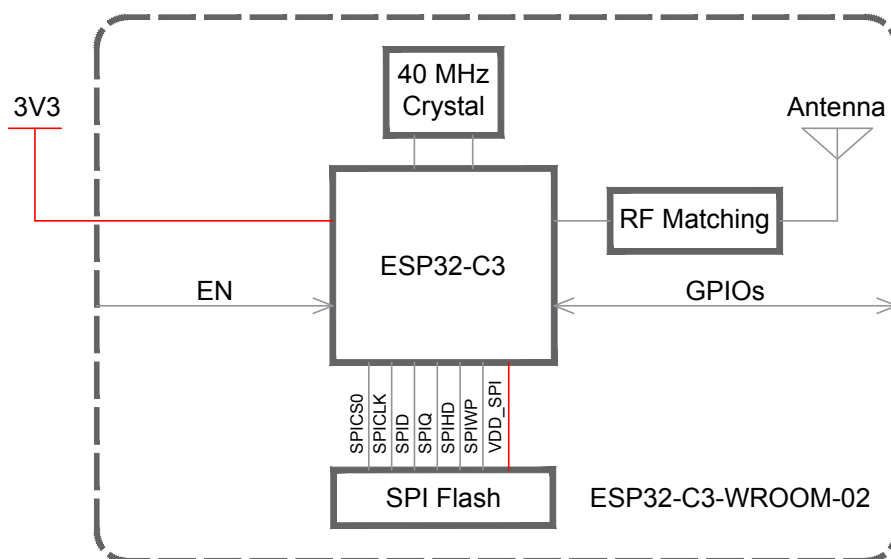 40 MHz
Crystal
3V3
Antenna
RF Matching
ESP32-C3
EN
GPIOs
SPICS0
SPICLK
SPID
SPIQ
SPIHD
SPIWP
VDD_SPI
SPI Flash
ESP32-C3-WROOM-02